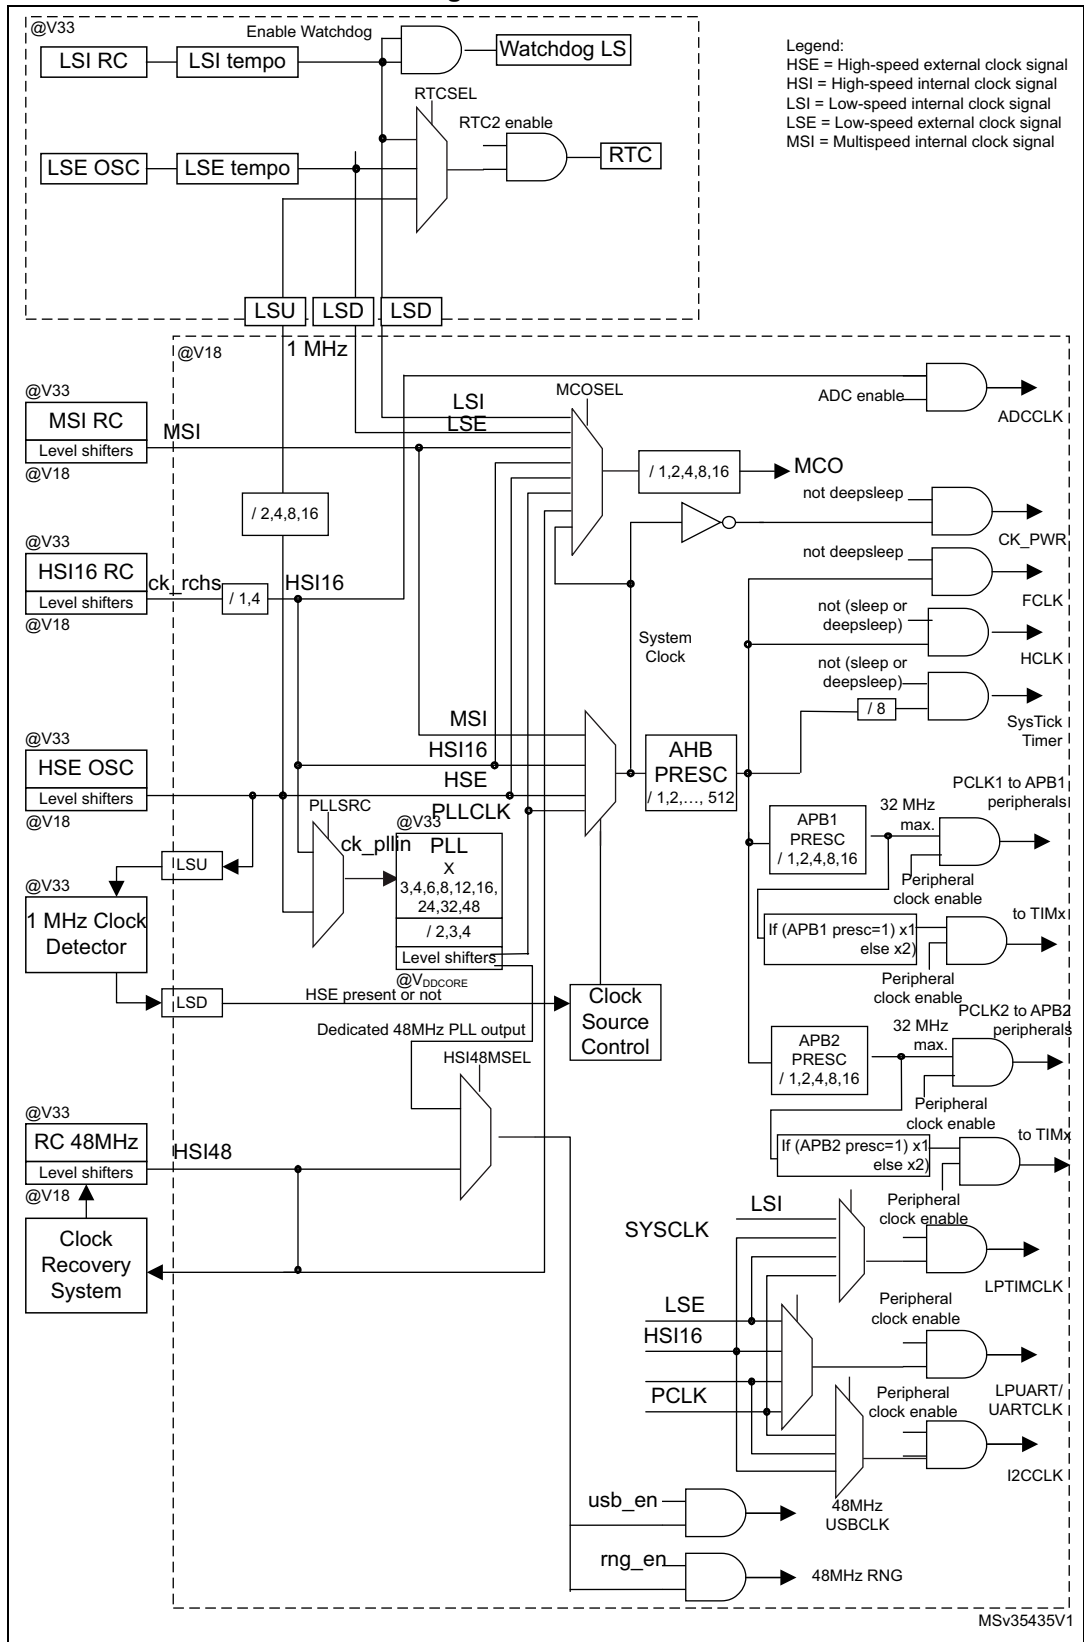 @V33
Enable Watchdog
LSI RC
LSI tempo
Watchdog LS
Legend:
HSE = High-speed external clock signal
HSI = High-speed internal clock signal
LSI = Low-speed internal clock signal
LSE = Low-speed external clock signal
MSI = Multispeed internal clock signal
RTCSEL
RTC2 enable
LSE OSC
LSE tempo
RTC
LSU
LSD
LSD
@V18
1 MHz
@V33
MSI RC
Level shifters
@V18
MSI
LSI
LSE
MCOSEL
ADC enable
ADCCLK
/ 1,2,4,8,16
MCO
/ 2,4,8,16
not deepsleep
CK_PWR
@V33
HSI16 RC
Level shifters
@V18
ck_rchs
/ 1,4
HSI16
not deepsleep
FCLK
System
Clock
not (sleep or
deepsleep)
HCLK
not (sleep or
deepsleep)
/ 8
SysTick
Timer
@V33
HSE OSC
Level shifters
@V18
MSI
HSI16
HSE
PLLCLK
AHB
PRESC
/ 1,2,..., 512
PLLSRC
ck_pllin
@V33
PLL
X
3,4,6,8,12,16,
24,32,48
/ 2,3,4
Level shifters
@VDDCORE
PCLK1 to APB1
peripherals
32 MHz
max.
APB1
PRESC
/ 1,2,4,8,16
Peripheral
clock enable
LSU
@V33
1 MHz Clock
Detector
to TIMx
If (APB1 presc=1) x1
else x2)
Peripheral
clock enable
LSD
HSE present or not
Clock
Source
Control
Dedicated 48MHz PLL output
HSI48MSEL
PCLK2 to APB2
peripherals
32 MHz
max.
APB2
PRESC
/ 1,2,4,8,16
Peripheral
clock enable
@V33
RC 48MHz
Level shifters
@V18
HSI48
to TIMx
If (APB2 presc=1) x1
else x2)
Peripheral
clock enable
Clock
Recovery
System
LSI
SYSCLK
LPTIMCLK
LSE
HSI16
PCLK
Peripheral
clock enable
LPUART/
UARTCLK
Peripheral
clock enable
I2CCLK
usb_en
48MHz
USBCLK
rng_en
48MHz RNG
MSv35435V1